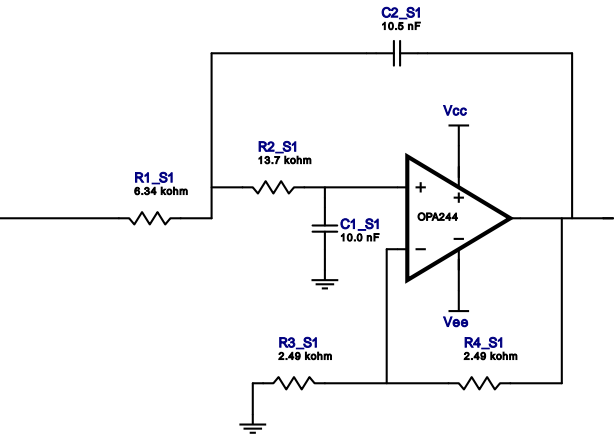 C2_S1
10.5 nF
Vcc
R2_S1
13.7 kohm
R1_S1
6.34 kohm
+
+
OPA244
C1_S1
10.0 nF
−
−
Vee
R3_S1
2.49 kohm
R4_S1
2.49 kohm